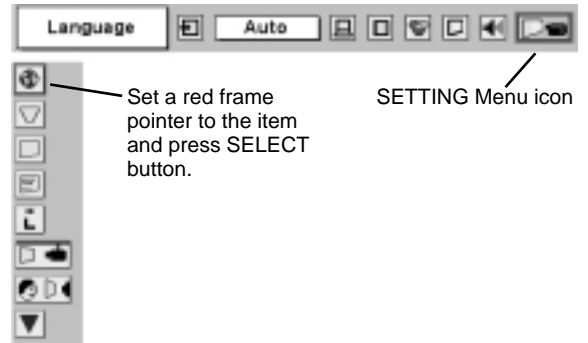 Language
Auto
Set a red frame
pointer to the item
and press SELECT
button.
SETTING Menu icon